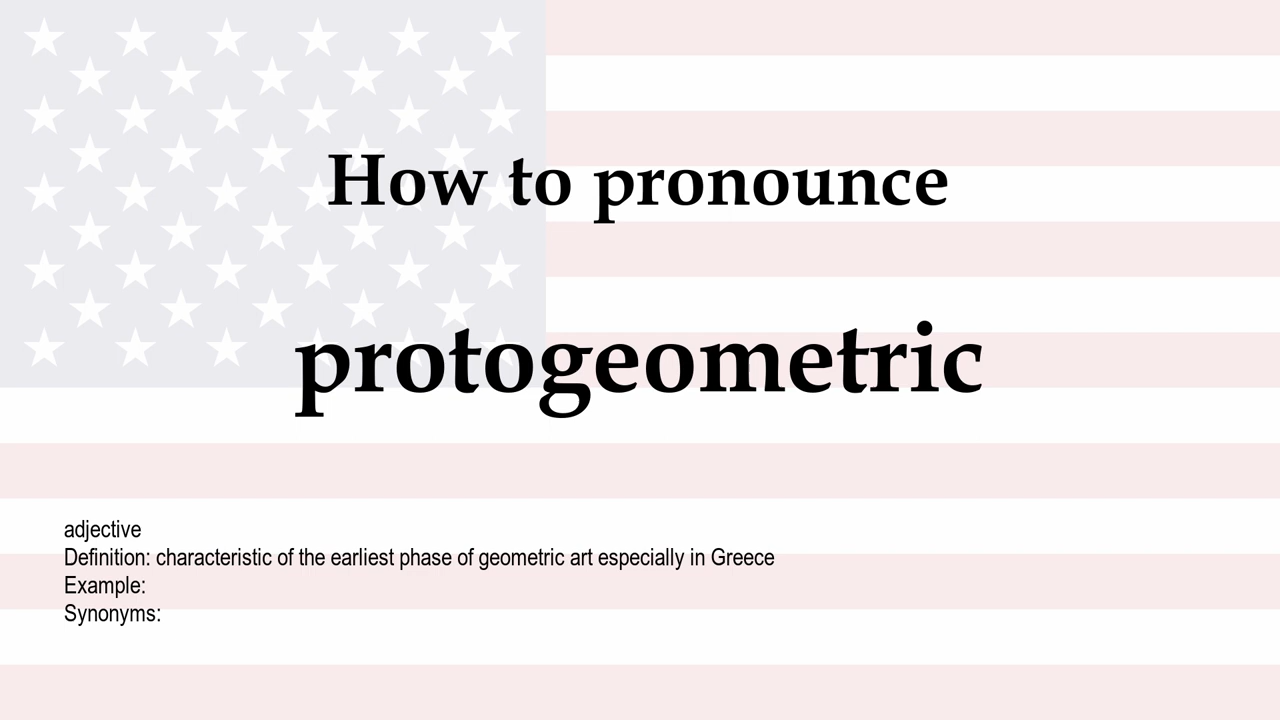 How to pronounce
protogeometric
adjective
Definition: characteristic of the earliest phase of geometric art especially in Greece
Example:
Synonyms: